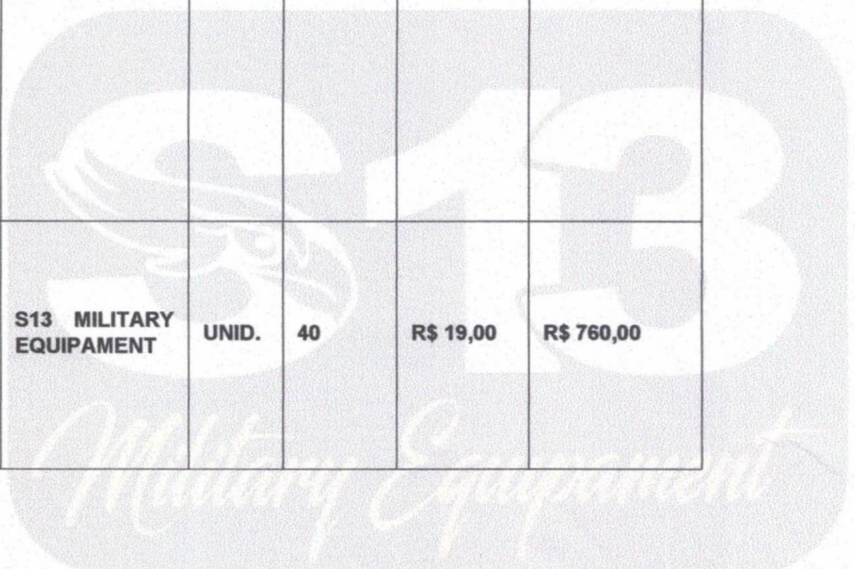 S13
S13 MILITARY
EQUIPAMENT
UNID.
40
R$ 19,00
R$ 760,00
Military Equipament